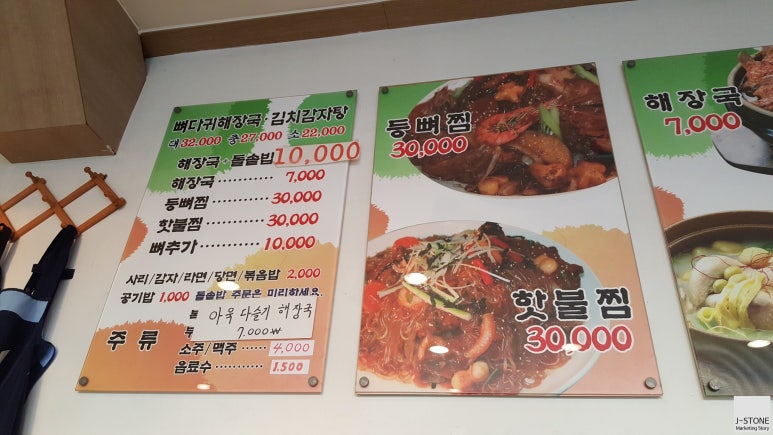 뼈다귀해장국·김치감자탕
대 32,000 중 27,000 소 22,000
해장국·돌솥밥 10,000
해장국 ·········· 7,000
등뼈찜 ············ 30,000
핫불찜 ············ 30,000
뼈추가 ············ 10,000
사리/감자/라면/당면/볶음밥 2,000
공기밥 1,000 돌솥밥 주문은 미리하세요.
아욱 다슬기 해장국
7,000₩
주류
소주/맥주 ······· 4,000
음료수 ··········· 1.500
등뼈찜
30,000
핫불찜
30,000
해장국
7,000
J-STONE
Marketing Story